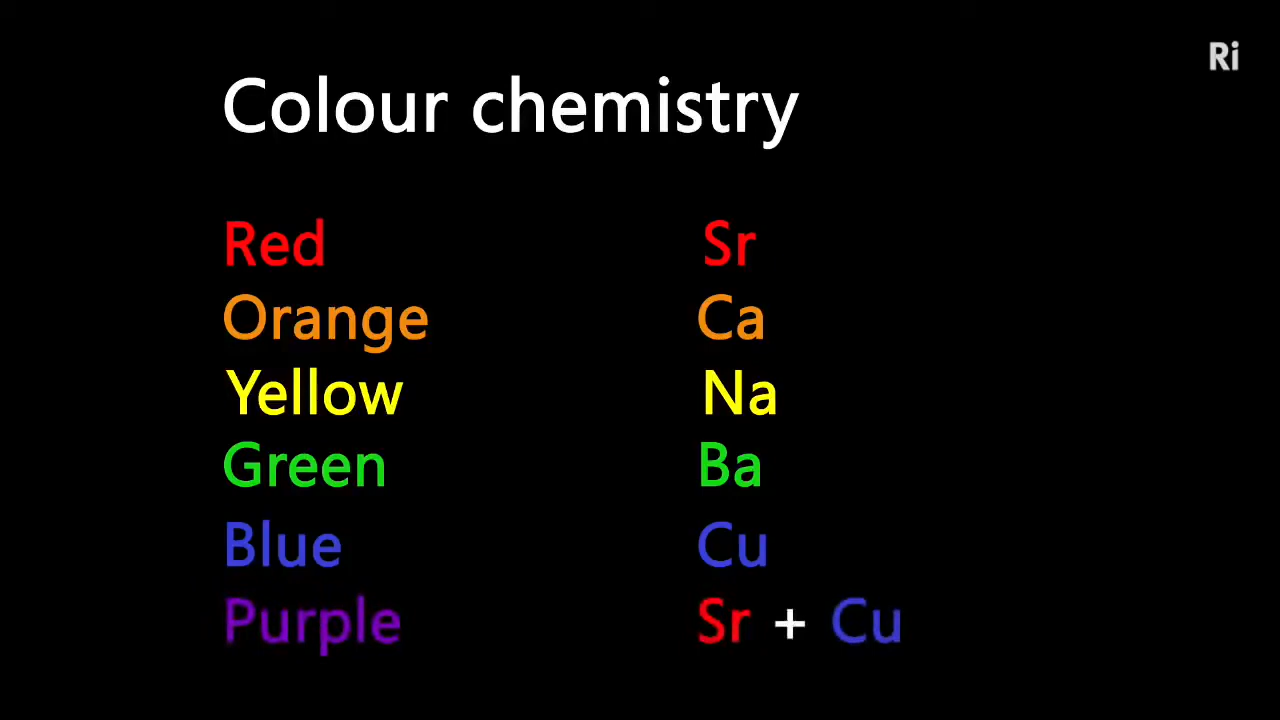 Ri
Colour chemistry
Red Sr
Orange Ca
Yellow Na
Green Ba
Blue Cu
Purple Sr + Cu